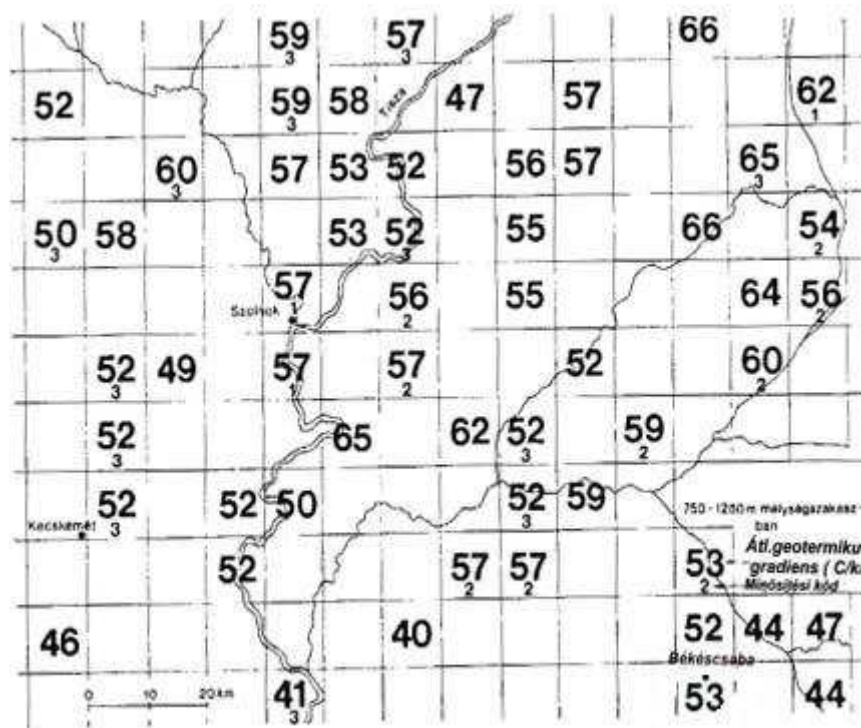 59 57 66
3 3
52 59 58 Tisza 47 57 62
3 1
60 57 53 52 56 57 65
3 3
50 58 53 52 55 66 54
3 3 2
57 56 55 64 56
1 2 2
Szolnok
52 49 57 57 52 60
3 2 2
52 65 62 52 59
3 3 2
52 52 50 52 59
3 3
Kecskemét
750-1250 m mélységszakasz
ban
Átl.geotermiku
gradiens ( C/k
52 57 57 53
2 2 2
Minősítési kód
46 40 52 44 47
Békéscsaba
41 53 44
3
0 10 20 km